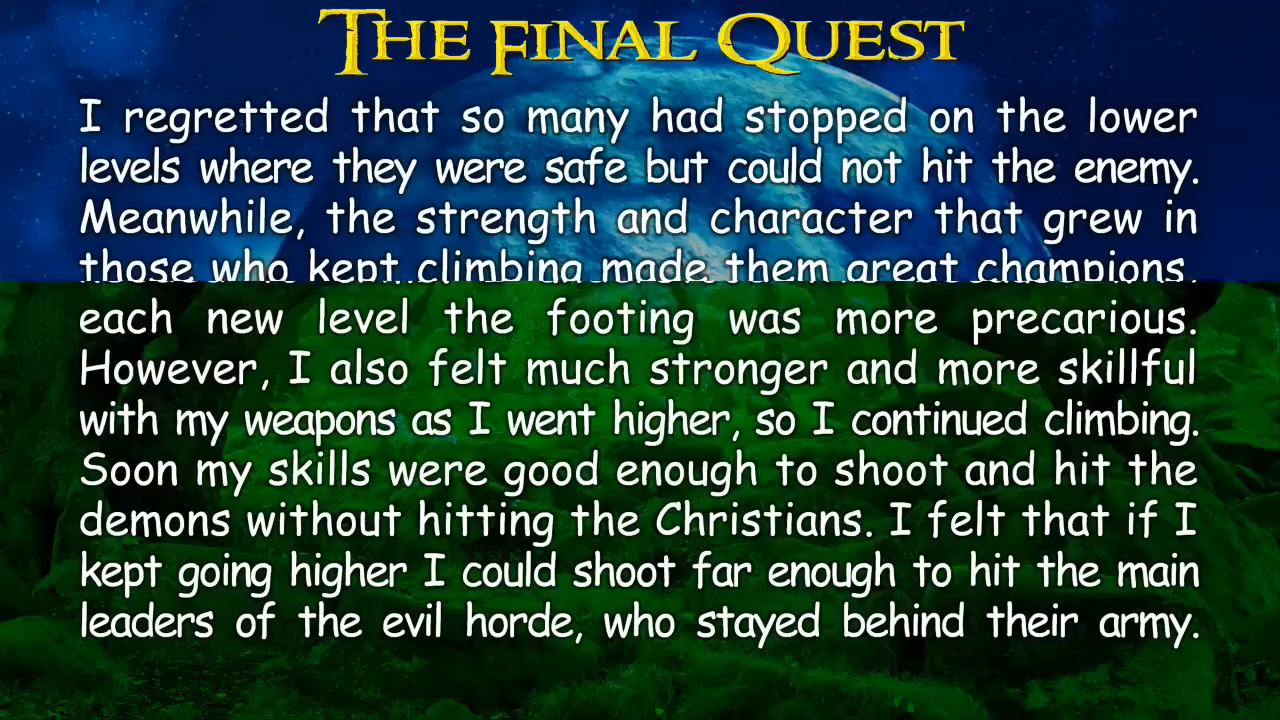 The Final Quest
I regretted that so many had stopped on the lower
levels where they were safe but could not hit the enemy.
Meanwhile, the strength and character that grew in
those who kept climbing made them great champions,
each new level the footing was more precarious.
However, I also felt much stronger and more skillful
with my weapons as I went higher, so I continued climbing.
Soon my skills were good enough to shoot and hit the
demons without hitting the Christians. I felt that if I
kept going higher I could shoot far enough to hit the main
leaders of the evil horde, who stayed behind their army.